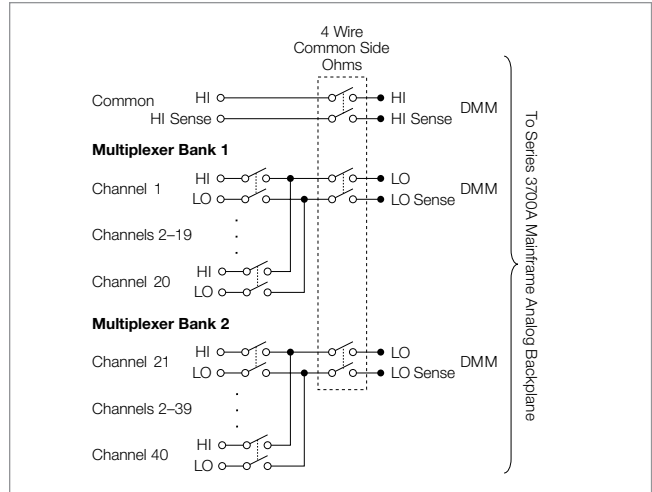 4 Wire
Common Side
Ohms
Common HI HI DMM
HI Sense HI Sense
Multiplexer Bank 1
Channel 1 HI LO DMM
LO LO Sense
Channels 2–19
Channel 20 HI
LO
Multiplexer Bank 2
Channel 21 HI LO DMM
LO LO Sense
Channels 2–39
Channel 40 HI
LO
To Series 3700A Mainframe Analog Backplane